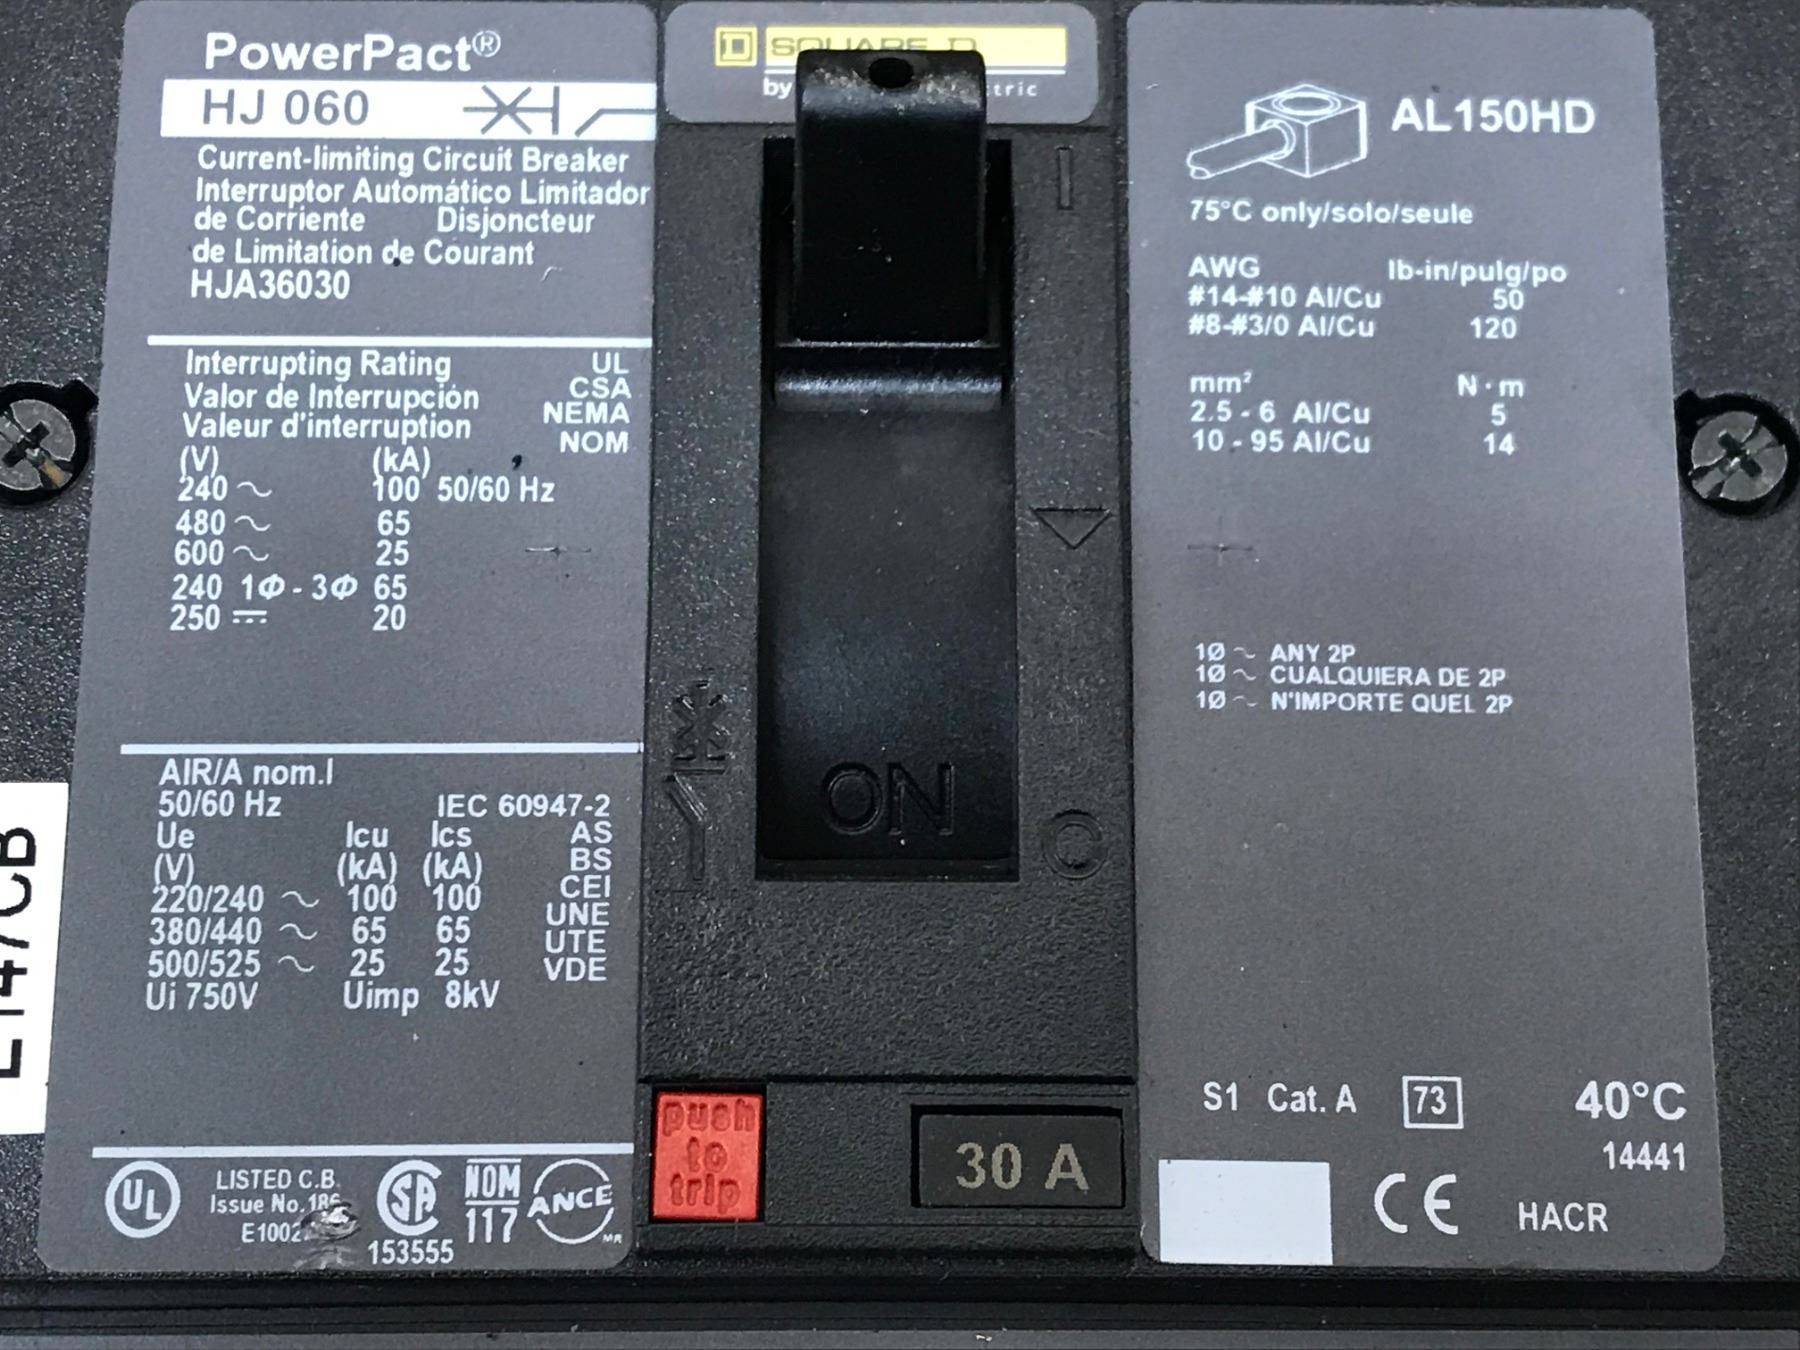 PowerPact®
HJ 060
Current-limiting Circuit Breaker
Interruptor Automático Limitador
de Corriente Disjoncteur
de Limitation de Courant
HJA36030
Interrupting Rating UL
Valor de Interrupción CSA
Valeur d'interruption NEMA
NOM
(V) (kA)
240 ~ 100 50/60 Hz
480 ~ 65
600 ~ 25
240 1Φ - 3Φ 65
250 ⎓ 20
AIR/A nom.I
50/60 Hz IEC 60947-2
Ue Icu Ics AS
(V) (kA) (kA) BS
220/240 ~ 100 100 CEI
380/440 ~ 65 65 UNE
500/525 ~ 25 25 UTE
VDE
Ui 750V Uimp 8kV
UL
LISTED C.B.
Issue No.
SA
153555
NOM
117
ANCE
MR
SQUARE D
by
I
ON
O
push
to
trip
30 A
AL150HD
75°C only/solo/seule
AWG lb-in/pulg/po
#14-#10 Al/Cu 50
#8-#3/0 Al/Cu 120
mm² N·m
2.5 - 6 Al/Cu 5
10 - 95 Al/Cu 14
1Ø ~ ANY 2P
1Ø ~ CUALQUIERA DE 2P
1Ø ~ N'IMPORTE QUEL 2P
S1 Cat. A 73 40°C
14441
CE HACR